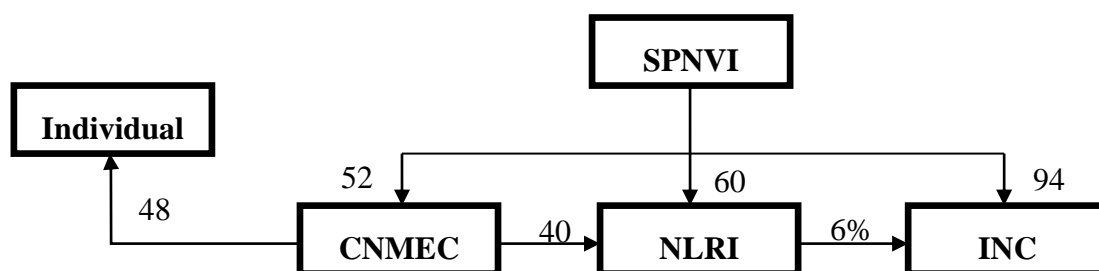 SPNVI
Individual
52
60
94
48
CNMEC
40
NLRI
6%
INC